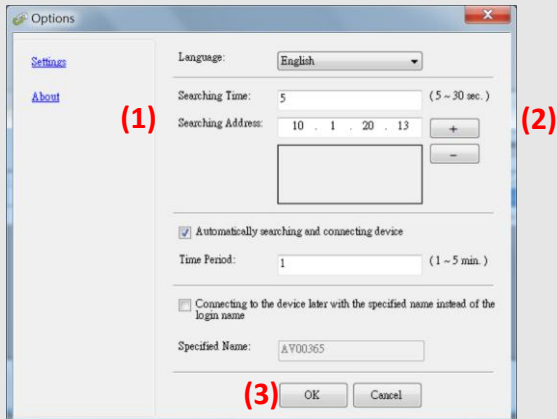 Options
Settings
About
Language:
English
(1)
Searching Time:
5
(5 ~ 30 sec. )
Searching Address:
10 . 1 . 20 . 13
+
(2)
−
Automatically searching and connecting device
Time Period:
1
(1 ~ 5 min. )
Connecting to the device later with the specified name instead of the
login name
Specified Name:
AV00365
(3)
OK
Cancel